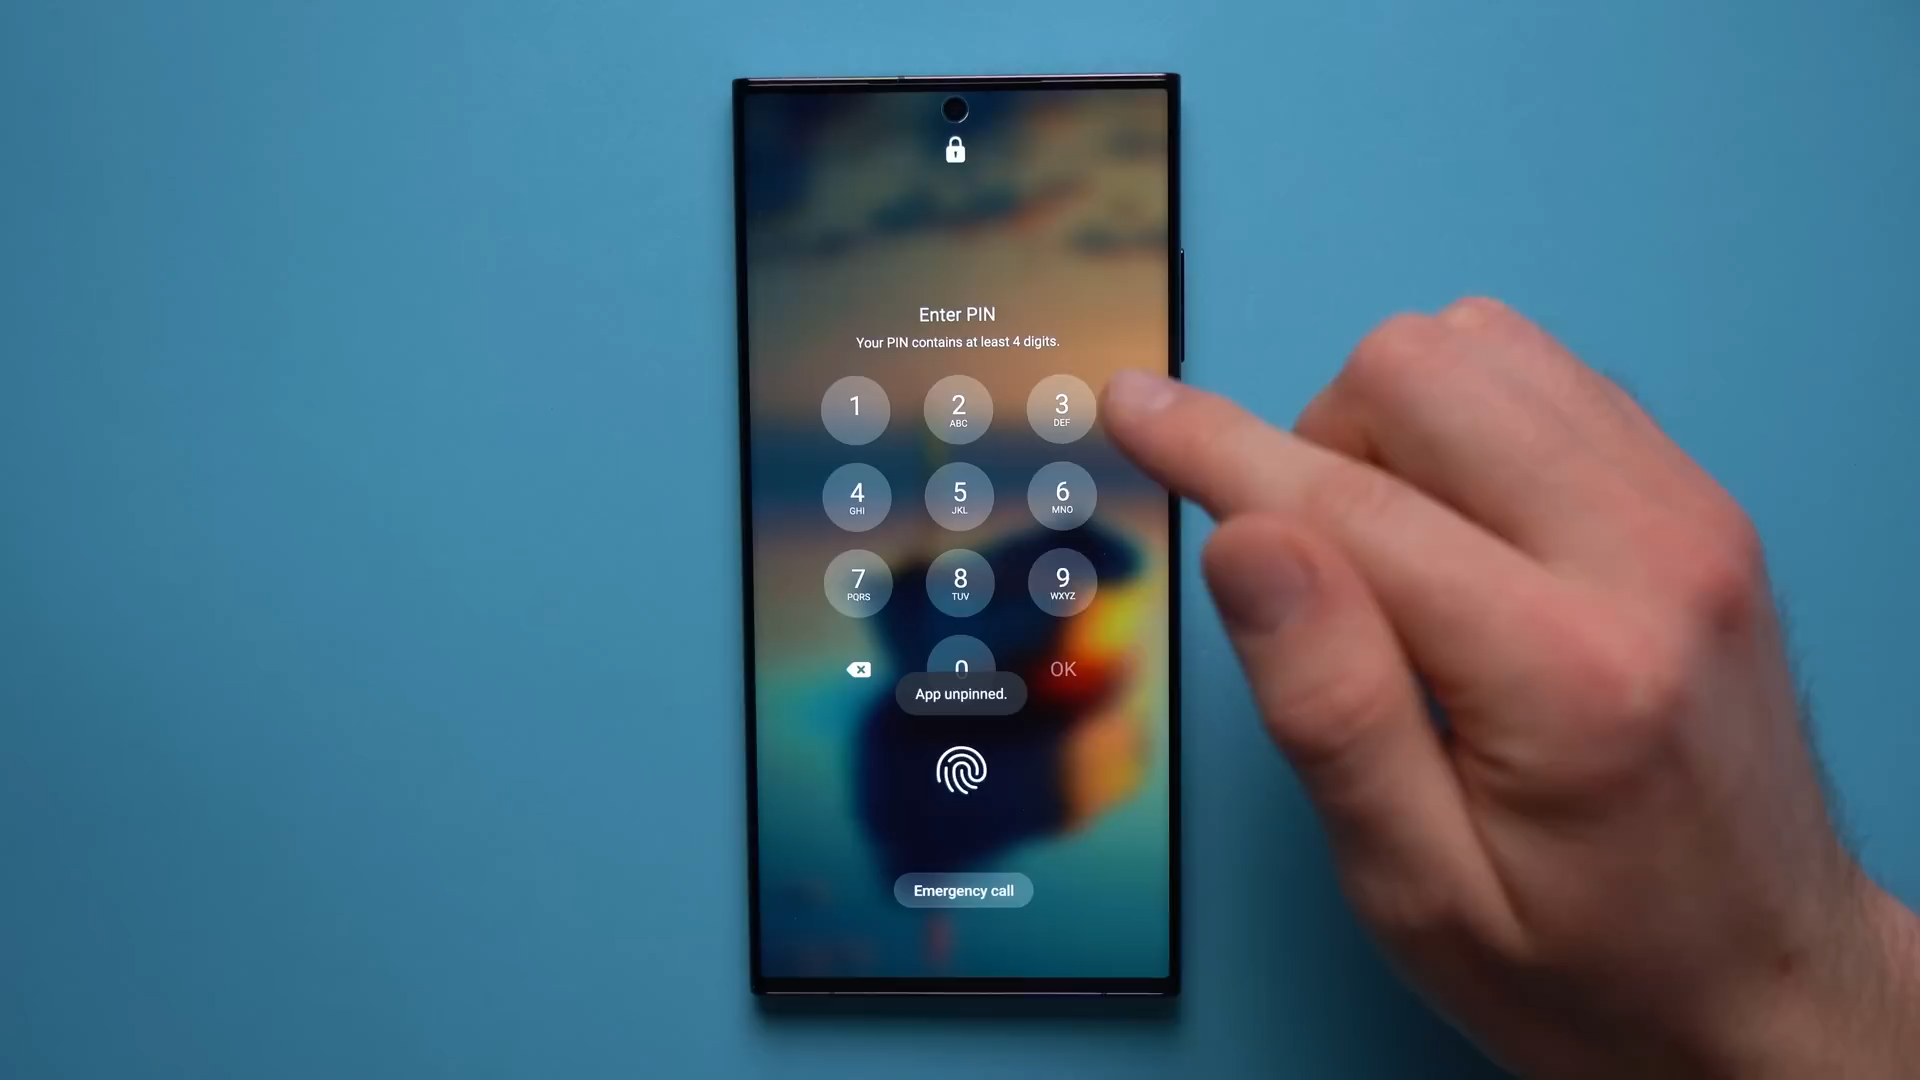 Enter PIN
Your PIN contains at least 4 digits.
1 2 3
ABC DEF
4 5 6
GHI JKL MNO
7 8 9
PQRS TUV WXYZ
0 OK
App unpinned.
Emergency call